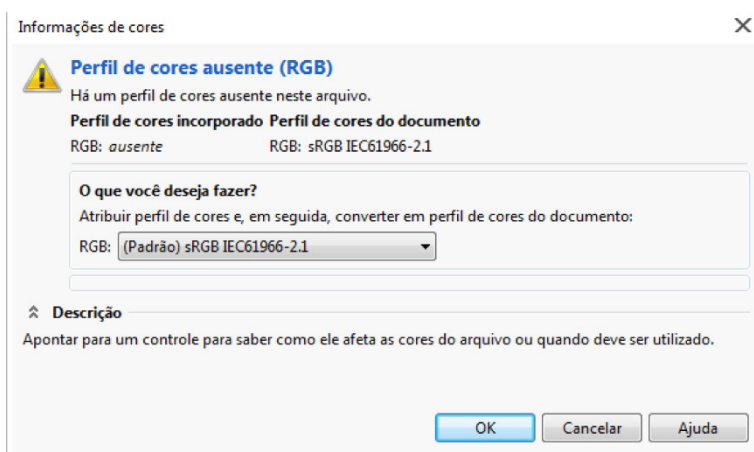 Informações de cores
Perfil de cores ausente (RGB)
Há um perfil de cores ausente neste arquivo.
Perfil de cores incorporado Perfil de cores do documento
RGB: ausente RGB: sRGB IEC61966-2.1
O que você deseja fazer?
Atribuir perfil de cores e, em seguida, converter em perfil de cores do documento:
RGB: (Padrão) sRGB IEC61966-2.1
Descrição
Apontar para um controle para saber como ele afeta as cores do arquivo ou quando deve ser utilizado.
OK Cancelar Ajuda